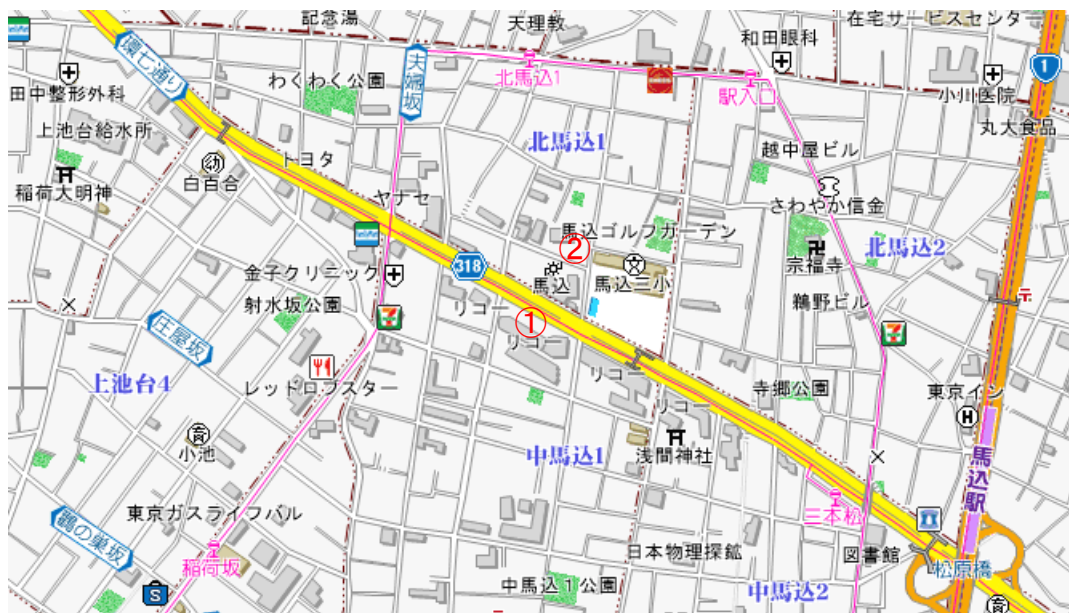 記念湯
天理教
在宅サービスセンター
和田眼科
環七通り
夫婦坂
北馬込1
駅入口
1
わくわく公園
田中整形外科
小川医院
丸大食品
上池台給水所
北馬込1
越中屋ビル
幼
トヨタ
白百合
稲荷大明神
ヤナセ
さわやか信金
馬込ゴルフガーデン
②
北馬込2
318
文
宗福寺
金子クリニック
馬込
馬込三小
射水坂公園
リコー
①
鵜野ビル
7
リコー
7
庄屋坂
上池台4
レッドロブスター
リコー
寺郷公園
東京イン
リコー
H
育
小池
中馬込1
浅間神社
馬込駅
東京ガスライフバル
三本松
鵜の巣坂
稲荷坂
日本物理探鉱
図書館
松原橋
S
中馬込1公園
中馬込2
育